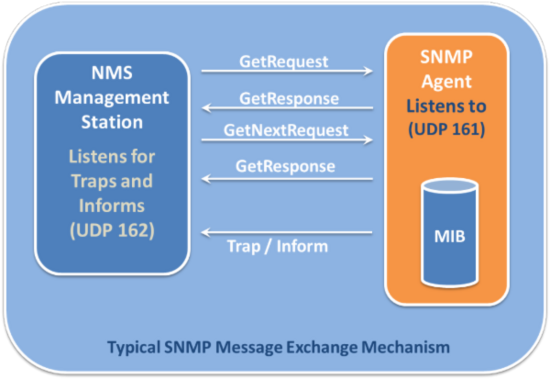 NMS
Management
Station
Listens for
Traps and
Informs
(UDP 162)
GetRequest
GetResponse
GetNextRequest
GetResponse
Trap / Inform
SNMP
Agent
Listens to
(UDP 161)
MIB
Typical SNMP Message Exchange Mechanism